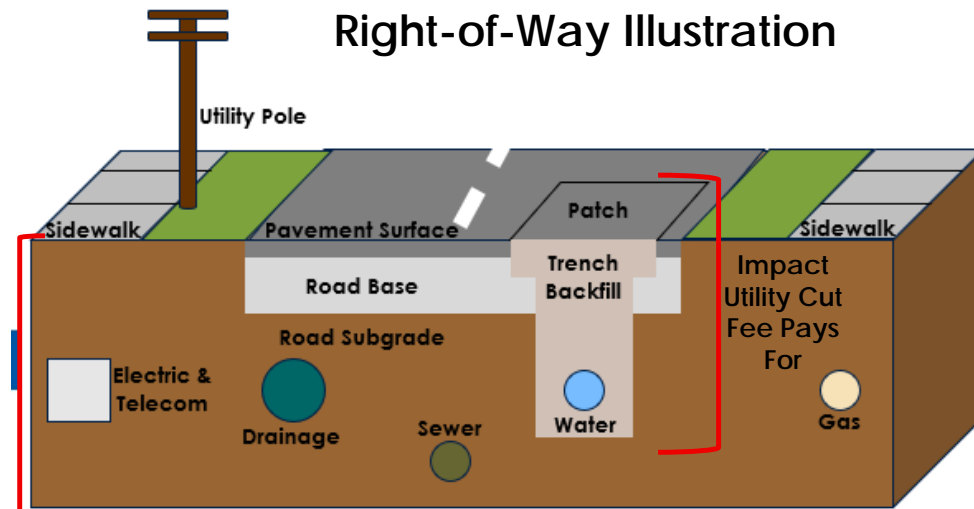 Right-of-Way Illustration
Utility Pole
Patch
Sidewalk
Pavement Surface
Sidewalk
Trench
Backfill
Road Base
Impact
Utility Cut
Fee Pays
For
Road Subgrade
Electric &
Telecom
Drainage
Sewer
Water
Gas